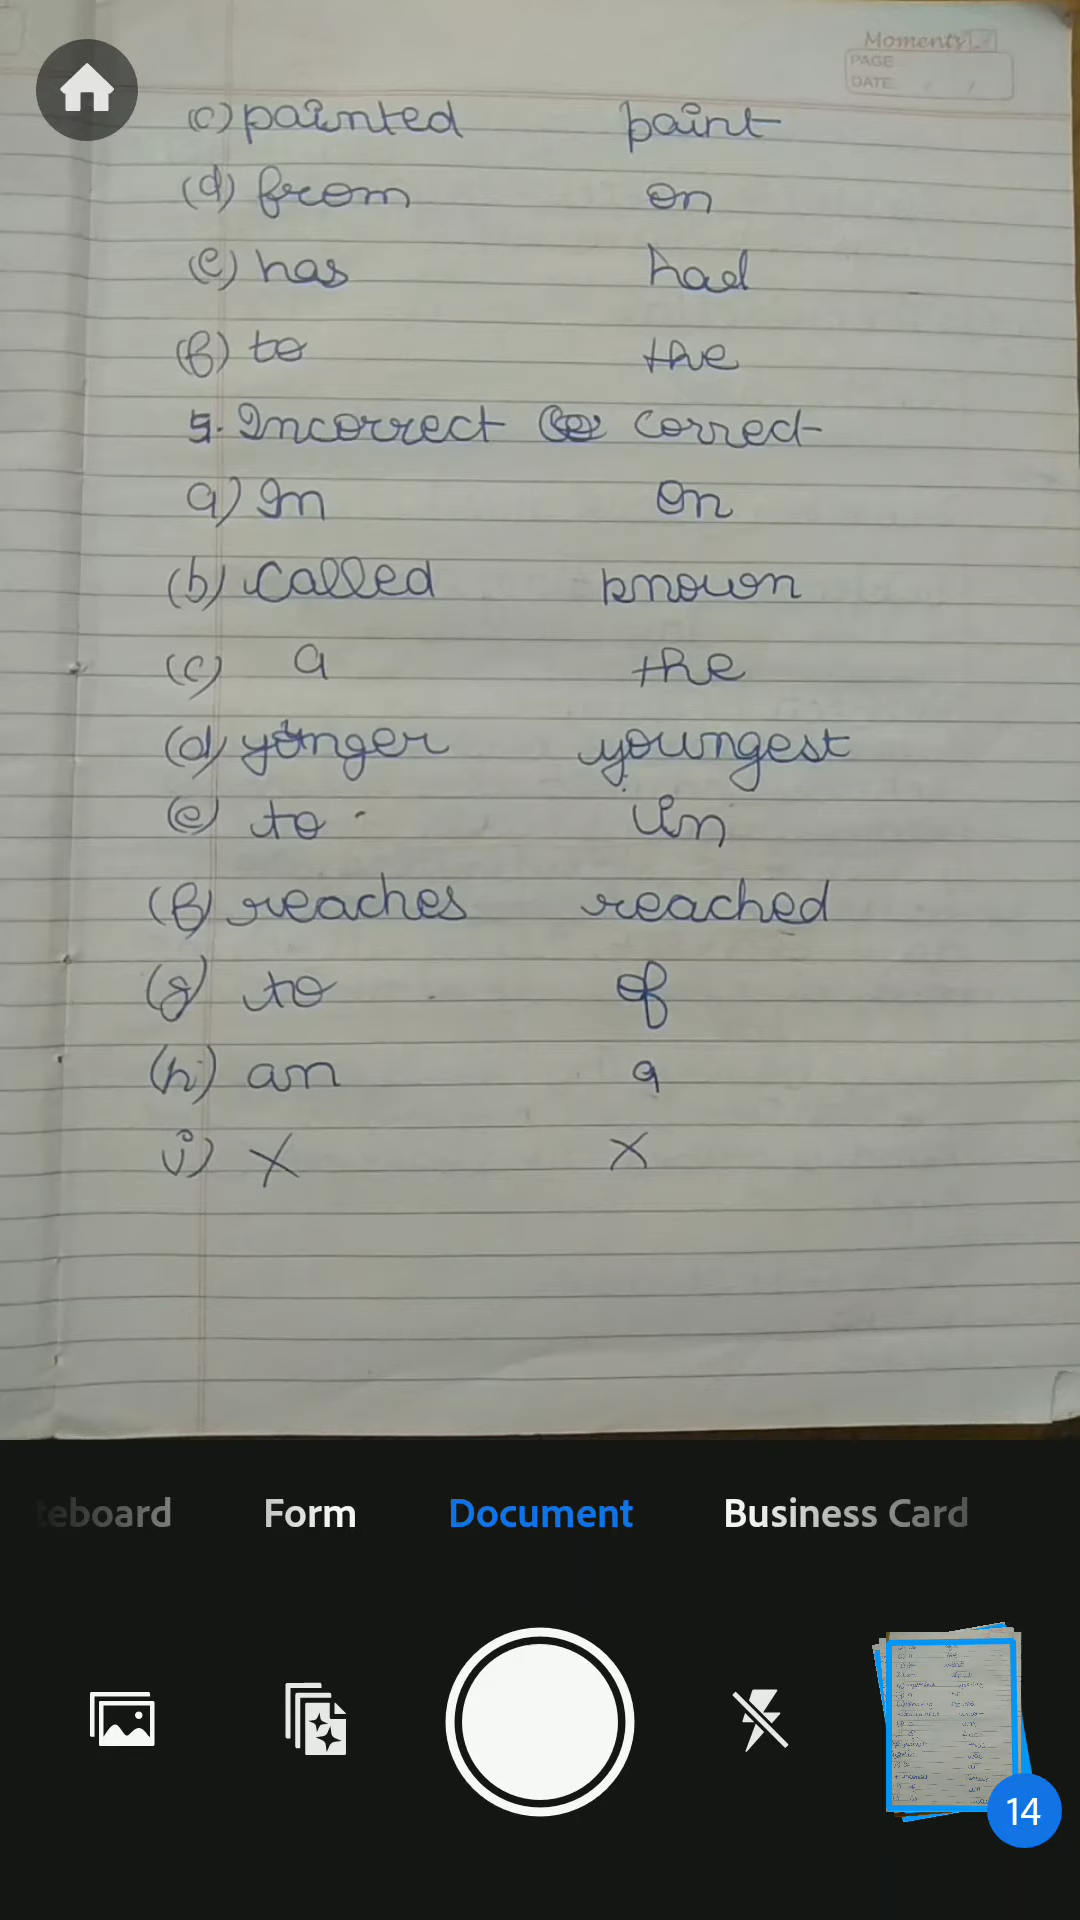 Moments
PAGE
DATE / /
(c) painted paint
(d) from on
(e) has had
(f) to the
5. Incorrect correct
a) In On
(b) called known
(c) a the
(d) younger youngest
(e) to in
(f) reaches reached
(g) to of
(h) an a
i) X X
teboard Form Document Business Card
14